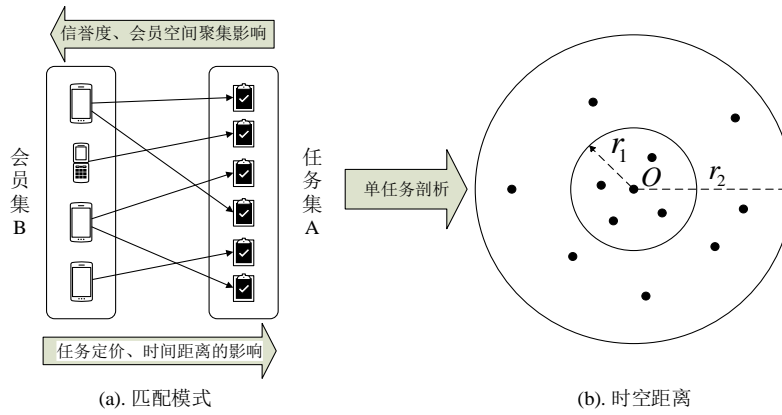 信誉度、会员空间聚集影响
会员集B
任务集A
任务定价、时间距离的影响
(a). 匹配模式
单任务剖析
r₁
O
r₂
(b). 时空距离